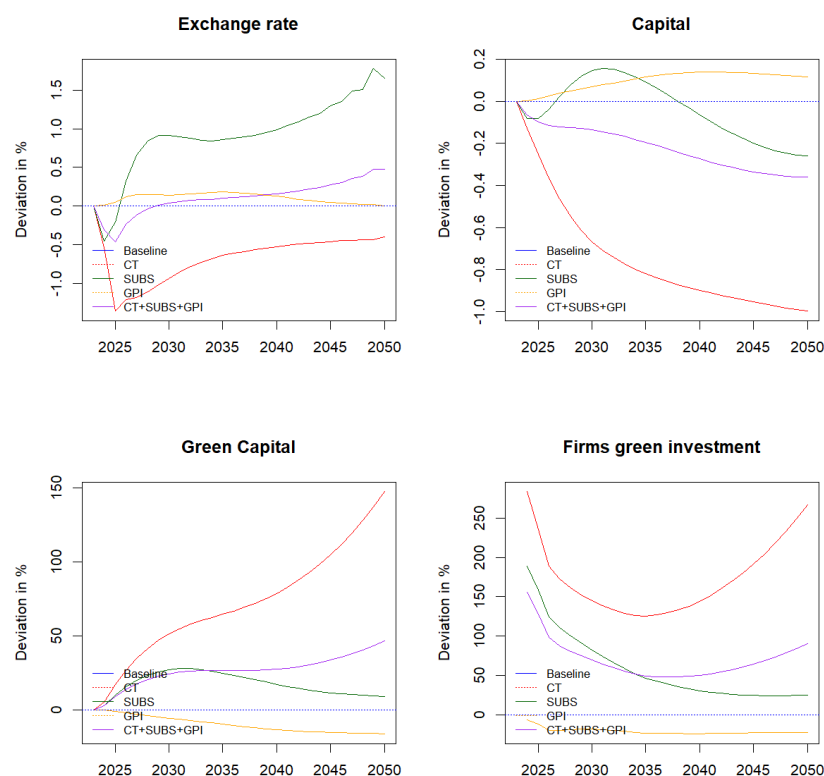 Exchange rate
Deviation in %
1.5
1.0
0.5
0.0
-0.5
-1.0
Baseline
CT
SUBS
GPI
CT+SUBS+GPI
2025 2030 2035 2040 2045 2050
Capital
Deviation in %
0.2
0.0
-0.2
-0.4
-0.6
-0.8
-1.0
Baseline
CT
SUBS
GPI
CT+SUBS+GPI
2025 2030 2035 2040 2045 2050
Green Capital
Deviation in %
150
100
50
0
Baseline
CT
SUBS
GPI
CT+SUBS+GPI
2025 2030 2035 2040 2045 2050
Firms green investment
Deviation in %
250
200
150
100
50
0
Baseline
CT
SUBS
GPI
CT+SUBS+GPI
2025 2030 2035 2040 2045 2050